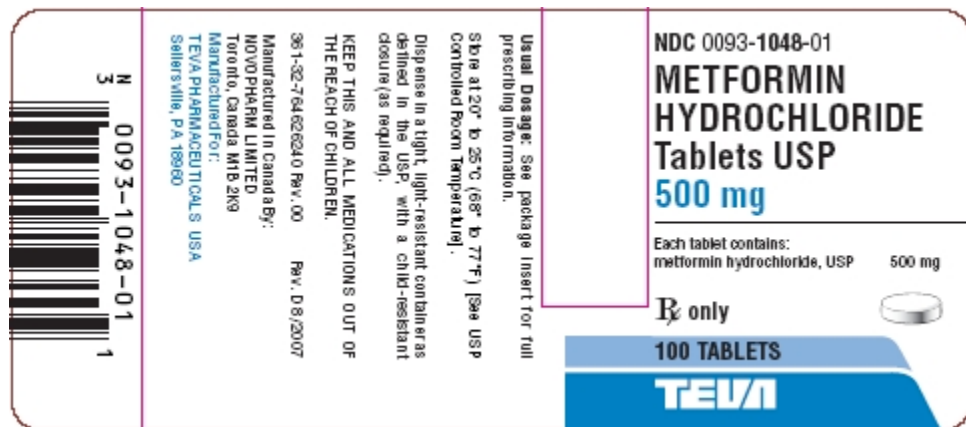 NDC 0093-1048-01
METFORMIN
HYDROCHLORIDE
Tablets USP
500 mg
Each tablet contains:
metformin hydrochloride, USP 500 mg
Rx only
100 TABLETS
TEVA
Usual Dosage: See package insert for full
prescribing information.
Store at 20° to 25°C (68° to 77°F) [See USP
Controlled Room Temperature].
Dispense in a tight, light-resistant container as
defined in the USP, with a child-resistant
closure (as required).
KEEP THIS AND ALL MEDICATIONS OUT OF
THE REACH OF CHILDREN.
361-32-764626240 Rev. 00 Rev. D 8/2007
Manufactured In Canada By:
NOVOPHARM LIMITED
Toronto, Canada M1B 2K9
Manufactured For:
TEVA PHARMACEUTICALS USA
Sellersville, PA 18960
N
3 0093-1048-01 1